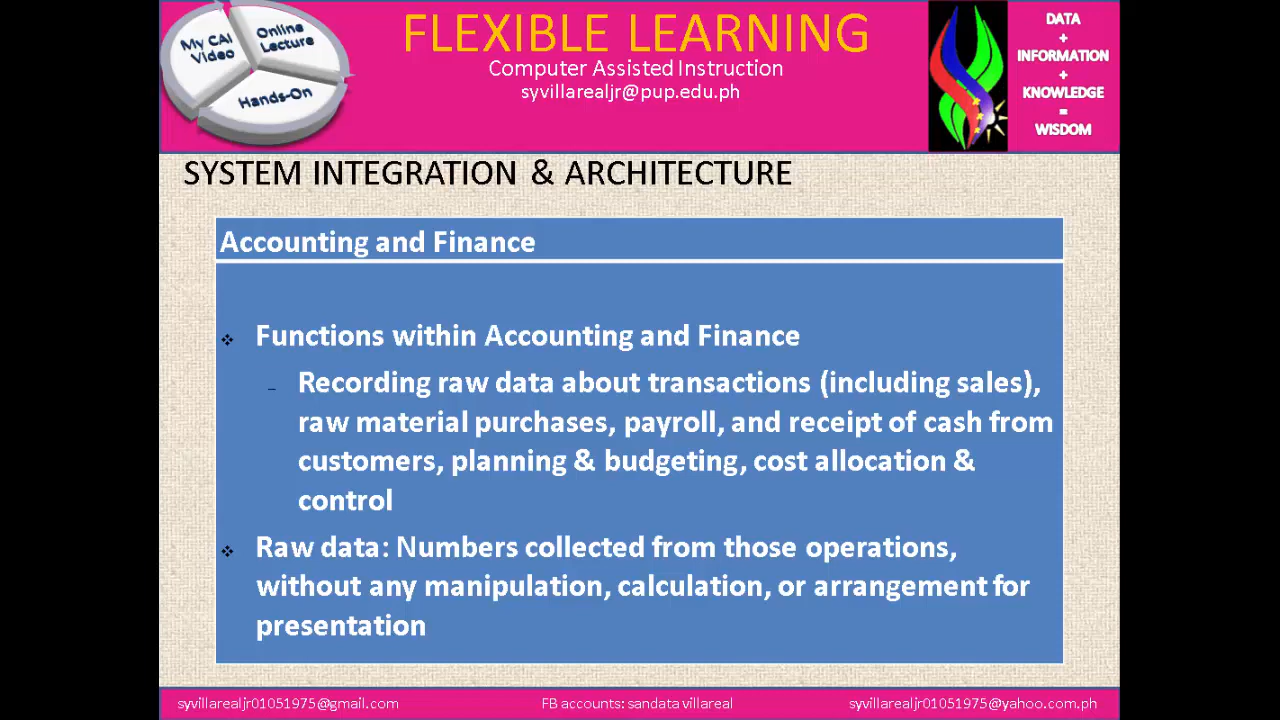 My CAI
Video
Online
Lecture
Hands-On
FLEXIBLE LEARNING
Computer Assisted Instruction
syvillarealjr@pup.edu.ph
DATA
+
INFORMATION
+
KNOWLEDGE
=
WISDOM
SYSTEM INTEGRATION & ARCHITECTURE
Accounting and Finance
❖ Functions within Accounting and Finance
– Recording raw data about transactions (including sales),
raw material purchases, payroll, and receipt of cash from
customers, planning & budgeting, cost allocation &
control
❖ Raw data: Numbers collected from those operations,
without any manipulation, calculation, or arrangement for
presentation
syvillarealjr01051975@gmail.com
FB accounts: sandata villareal
syvillarealjr01051975@yahoo.com.ph